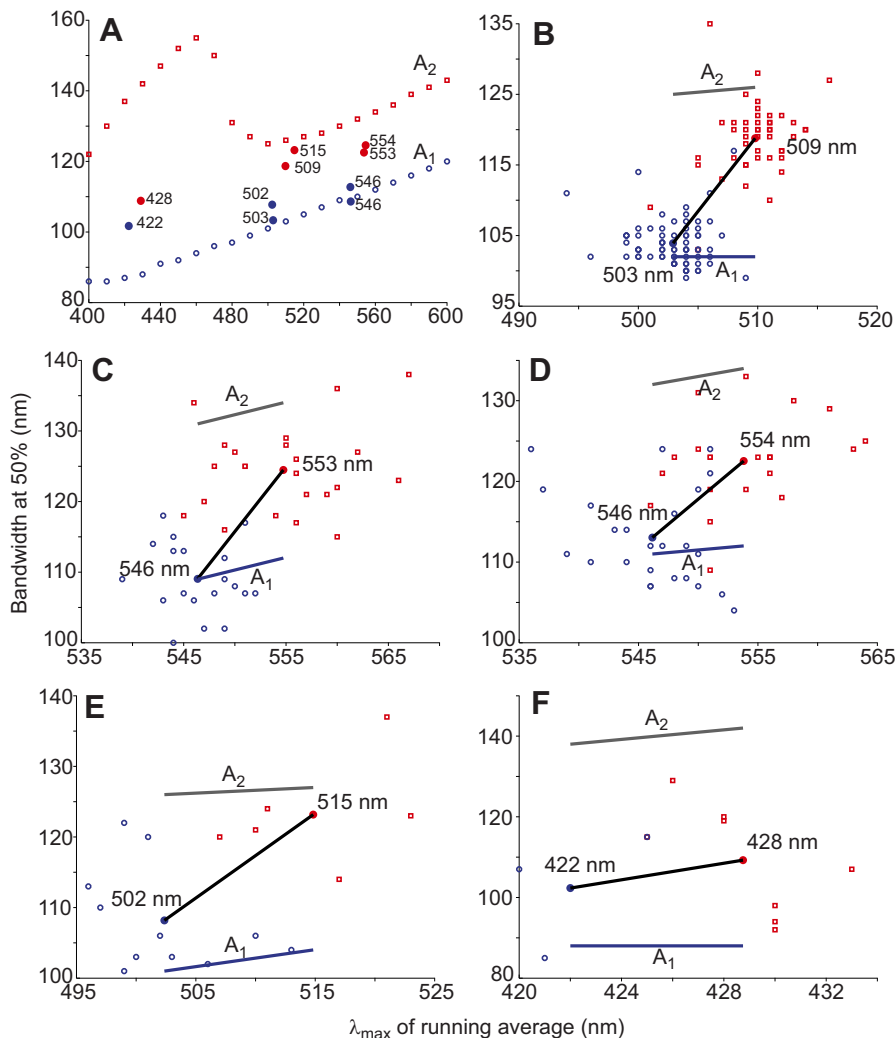 A
160
140
120
100
80
400
440
480
520
560
600
A2
A1
428
422
502
503
515
509
554
553
546
546
B
135
125
115
105
95
490
500
510
520
A2
509 nm
503 nm
A1
C
140
130
120
110
100
535
545
555
565
A2
553 nm
546 nm
A1
D
130
120
110
100
535
545
555
565
A2
554 nm
546 nm
A1
E
140
130
120
110
100
495
505
515
525
A2
515 nm
502 nm
A1
F
140
120
100
80
420
424
428
432
A2
428 nm
422 nm
A1
Bandwidth at 50% (nm)
λmax of running average (nm)